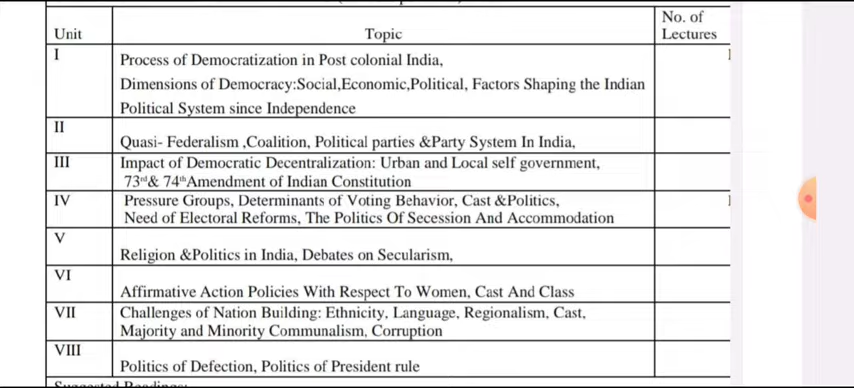 No. of
Unit Topic Lectures
I
Process of Democratization in Post colonial India,
Dimensions of Democracy:Social,Economic,Political, Factors Shaping the Indian
Political System since Independence
II
Quasi- Federalism ,Coalition, Political parties &Party System In India,
III Impact of Democratic Decentralization: Urban and Local self government,
73rd& 74thAmendment of Indian Constitution
IV Pressure Groups, Determinants of Voting Behavior, Cast &Politics,
Need of Electoral Reforms, The Politics Of Secession And Accommodation
V
Religion &Politics in India, Debates on Secularism,
VI
Affirmative Action Policies With Respect To Women, Cast And Class
VII Challenges of Nation Building: Ethnicity, Language, Regionalism, Cast,
Majority and Minority Communalism, Corruption
VIII
Politics of Defection, Politics of President rule
Suggested Readings: